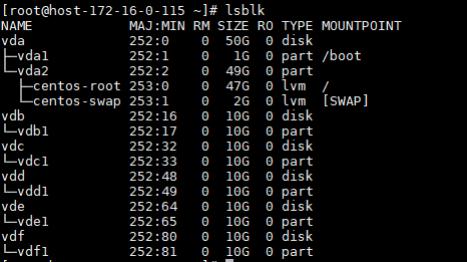 [root@host-172-16-0-115 ~]# lsblk
NAME            MAJ:MIN RM SIZE RO TYPE MOUNTPOINT
vda             252:0    0  50G  0 disk
├─vda1          252:1    0   1G  0 part /boot
└─vda2          252:2    0  49G  0 part
  ├─centos-root 253:0    0  47G  0 lvm  /
  └─centos-swap 253:1    0   2G  0 lvm  [SWAP]
vdb             252:16   0  10G  0 disk
└─vdb1          252:17   0  10G  0 part
vdc             252:32   0  10G  0 disk
└─vdc1          252:33   0  10G  0 part
vdd             252:48   0  10G  0 disk
└─vdd1          252:49   0  10G  0 part
vde             252:64   0  10G  0 disk
└─vde1          252:65   0  10G  0 part
vdf             252:80   0  10G  0 disk
└─vdf1          252:81   0  10G  0 part